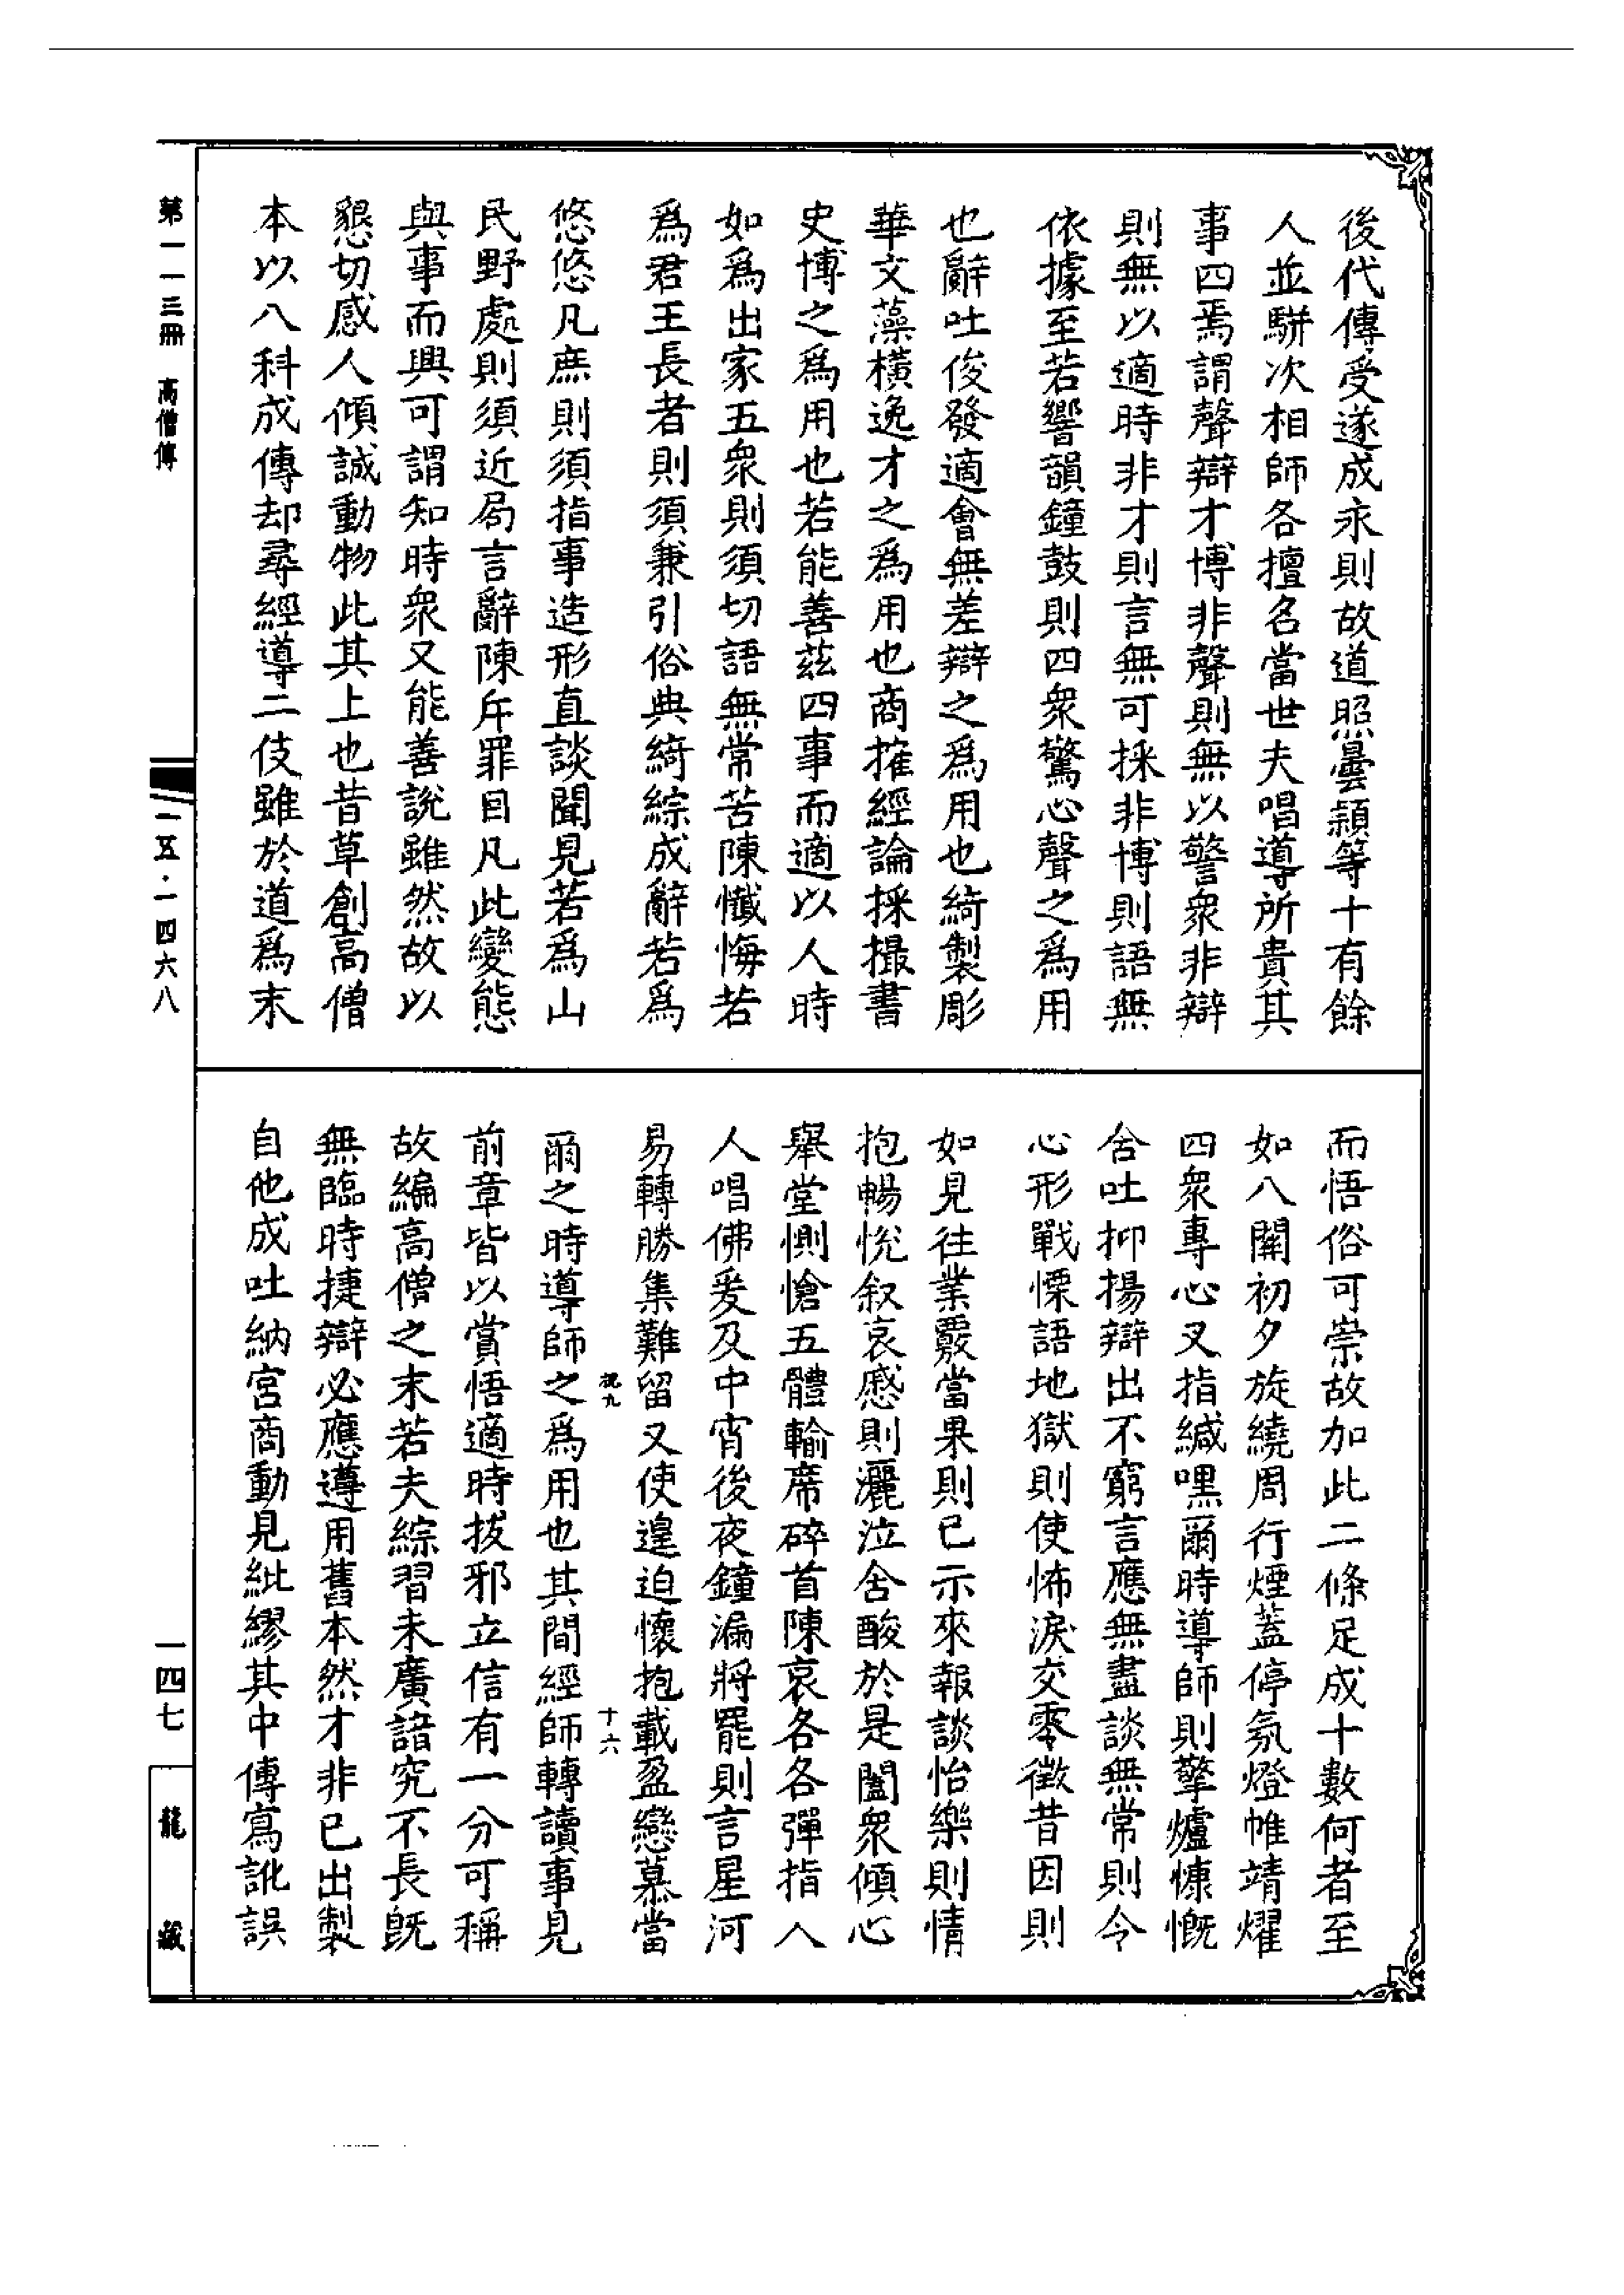 後代傳受遂成永則故道照曇頴等十有餘
人並駢次相師各擅名當世夫唱導所貴其
事四焉謂聲辯才博非聲則無以警衆非辯
則無以適時非才則言無可採非博則語無
依據至若響韻鐘鼓則四衆驚心聲之爲用
也辭吐俊發適會無差辯之爲用也綺製彫
華文藻橫逸才之爲用也商搉經論採撮書
史博之爲用也若能善茲四事而適以人時
如爲出家五衆則須切語無常苦陳懺悔若
爲君王長者則須兼引俗典綺綜成辭若爲
悠悠凡庶則須指事造形直談聞見若爲山
民野處則須近局言辭陳斥罪目凡此變態
與事而興可謂知時衆又能善說雖然故以
懇切感人傾誠動物此其上也昔草創高僧
本以八科成傳却尋經導二伎雖於道爲末
而悟俗可崇故加此二條足成十數何者至
如八關初夕旋繞周行煙蓋停氛燈帷靖燿
四衆專心叉指緘嘿爾時導師則擎爐慷慨
含吐抑揚辯出不窮言應無盡談無常則令
心形戰慄語地獄則使怖淚交零徵昔因則
如見往業覈當果則已示來報談怡樂則情
抱暢悅叙哀慼則灑泣含酸於是闔衆傾心
舉堂惻愴五體輸席碎首陳哀各各彈指人
人唱佛爰及中宵後夜鐘漏將罷則言星河
易轉勝集難留又使遑迫懷抱載盈戀慕當
爾之時導師之爲用也其間經師轉讀事見
前章皆以賞悟適時拔邪立信有一分可稱
故編高僧之末若夫綜習未廣諳究不長既
無臨時捷辯必應遵用舊本然才非已出製
自他成吐納宮商動見紕繆其中傳寫訛誤
十六
第一一三冊 高僧傳
一五·一四六八
一四七
龍藏